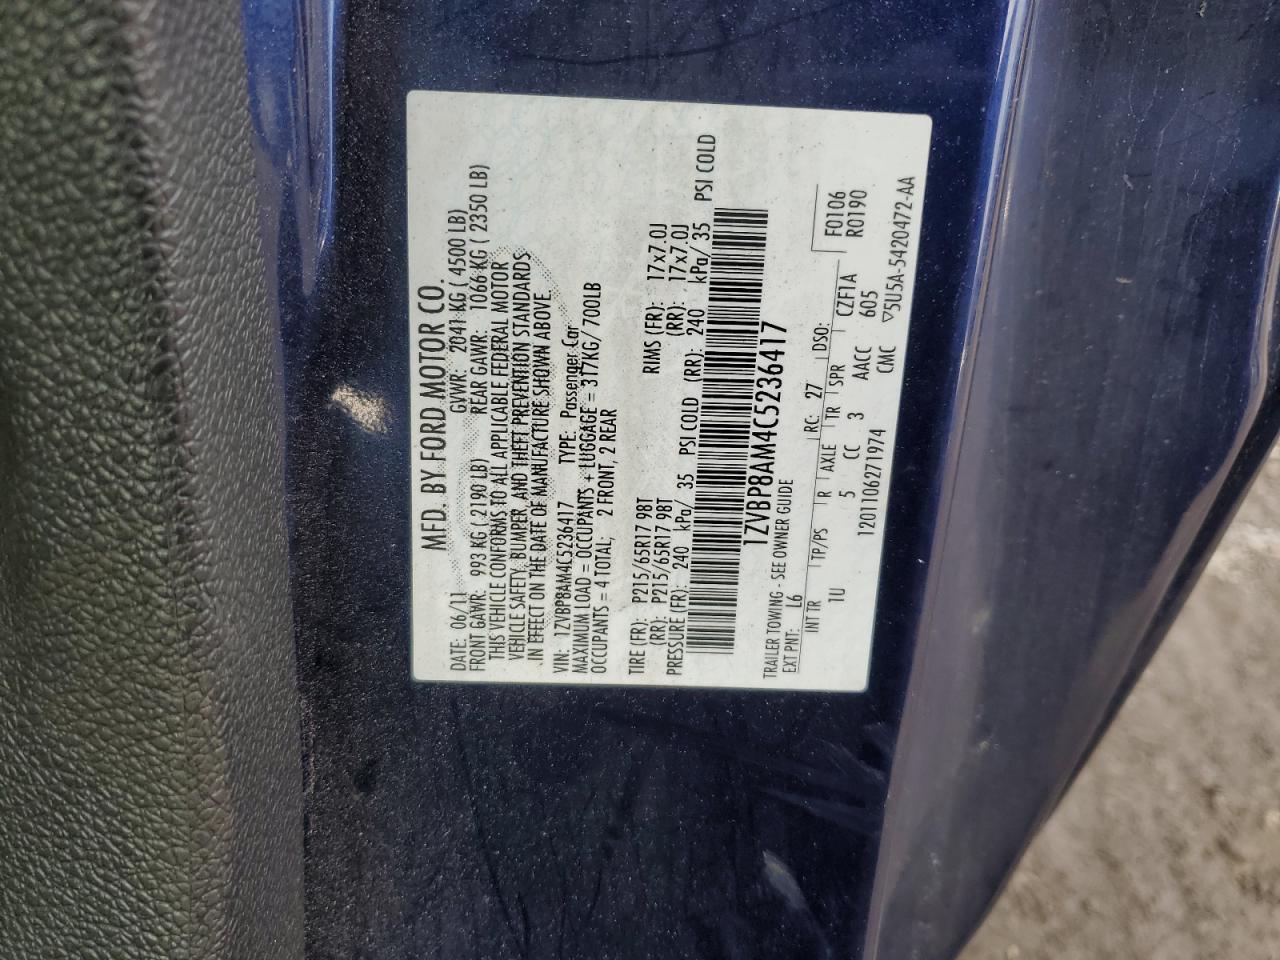 MFD. BY FORD MOTOR CO.
DATE: 06/11 GVWR: 2041 KG ( 4500 LB)
FRONT GAWR: 993 KG ( 2190 LB) REAR GAWR: 1066 KG ( 2350 LB)
THIS VEHICLE CONFORMS TO ALL APPLICABLE FEDERAL MOTOR
VEHICLE SAFETY, BUMPER, AND THEFT PREVENTION STANDARDS
IN EFFECT ON THE DATE OF MANUFACTURE SHOWN ABOVE.
VIN: 1ZVBP8AM4C5236417 TYPE: Passenger Car
MAXIMUM LOAD = OCCUPANTS + LUGGAGE = 317KG/ 700LB
OCCUPANTS = 4 TOTAL; 2 FRONT, 2 REAR
TIRE (FR): P215/65R17 98T RIMS (FR): 17x7.0J
(RR): P215/65R17 98T (RR): 17x7.0J
PRESSURE (FR): 240 kPa/ 35 PSI COLD (RR): 240 kPa/ 35 PSI COLD
1ZVBP8AM4C5236417
TRAILER TOWING - SEE OWNER GUIDE
EXT PNT: L6 RC: 27 DSO:
INT TR TP/PS R AXLE TR SPR F0106
1U 5 CC 3 AACC CZF1A R0190
CMC 605
12011062711974 ▽5U5A-5420472-AA